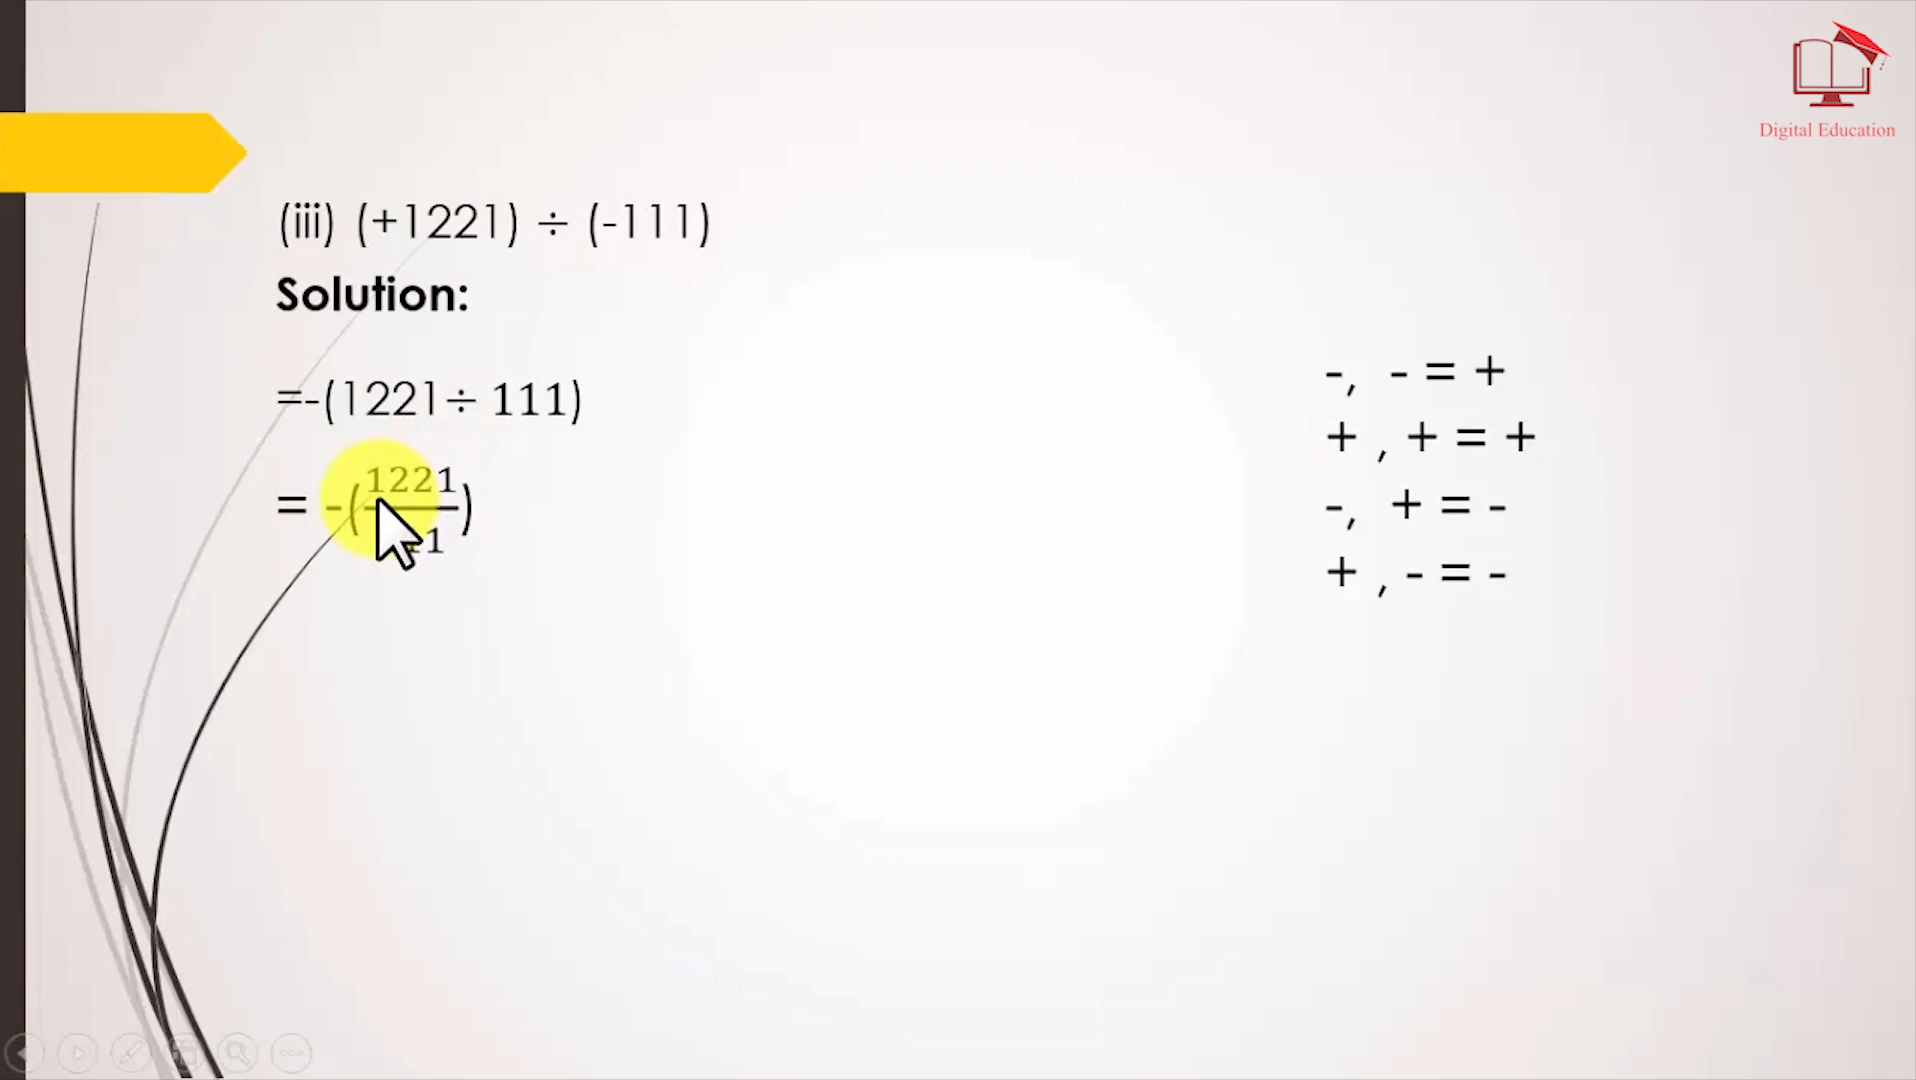 Digital Education
(iii) (+1221) ÷ (-111)
Solution:
=-(1221÷ 111)
= -(1221/
-, - = +
+ , + = +
-, + = -
+ , - = -